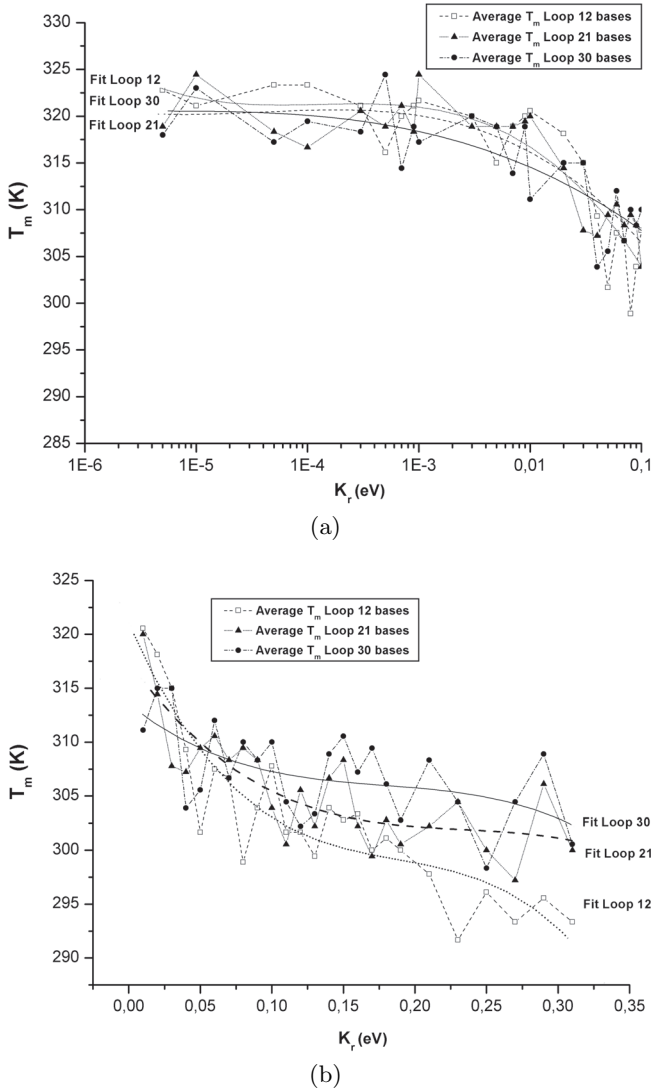 Average Tm Loop 12 bases
Average Tm Loop 21 bases
Average Tm Loop 30 bases
325
320
315
310
305
300
295
290
285
Tm (K)
Fit Loop 12
Fit Loop 30
Fit Loop 21
1E-6
1E-5
1E-4
1E-3
0,01
0,1
Kr (eV)
(a)
325
320
315
310
305
300
295
290
Tm (K)
Average Tm Loop 12 bases
Average Tm Loop 21 bases
Average Tm Loop 30 bases
Fit Loop 30
Fit Loop 21
Fit Loop 12
0,00
0,05
0,10
0,15
0,20
0,25
0,30
0,35
Kr (eV)
(b)